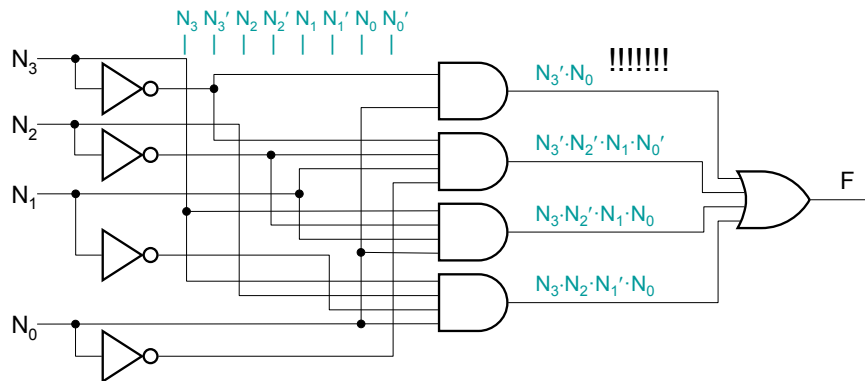 N₃ N₃′ N₂ N₂′ N₁ N₁′ N₀ N₀′
N₃
N₃′·N₀ !!!!!!!
N₂
N₃′·N₂′·N₁·N₀′
F
N₁
N₃·N₂′·N₁·N₀
N₃·N₂·N₁′·N₀
N₀